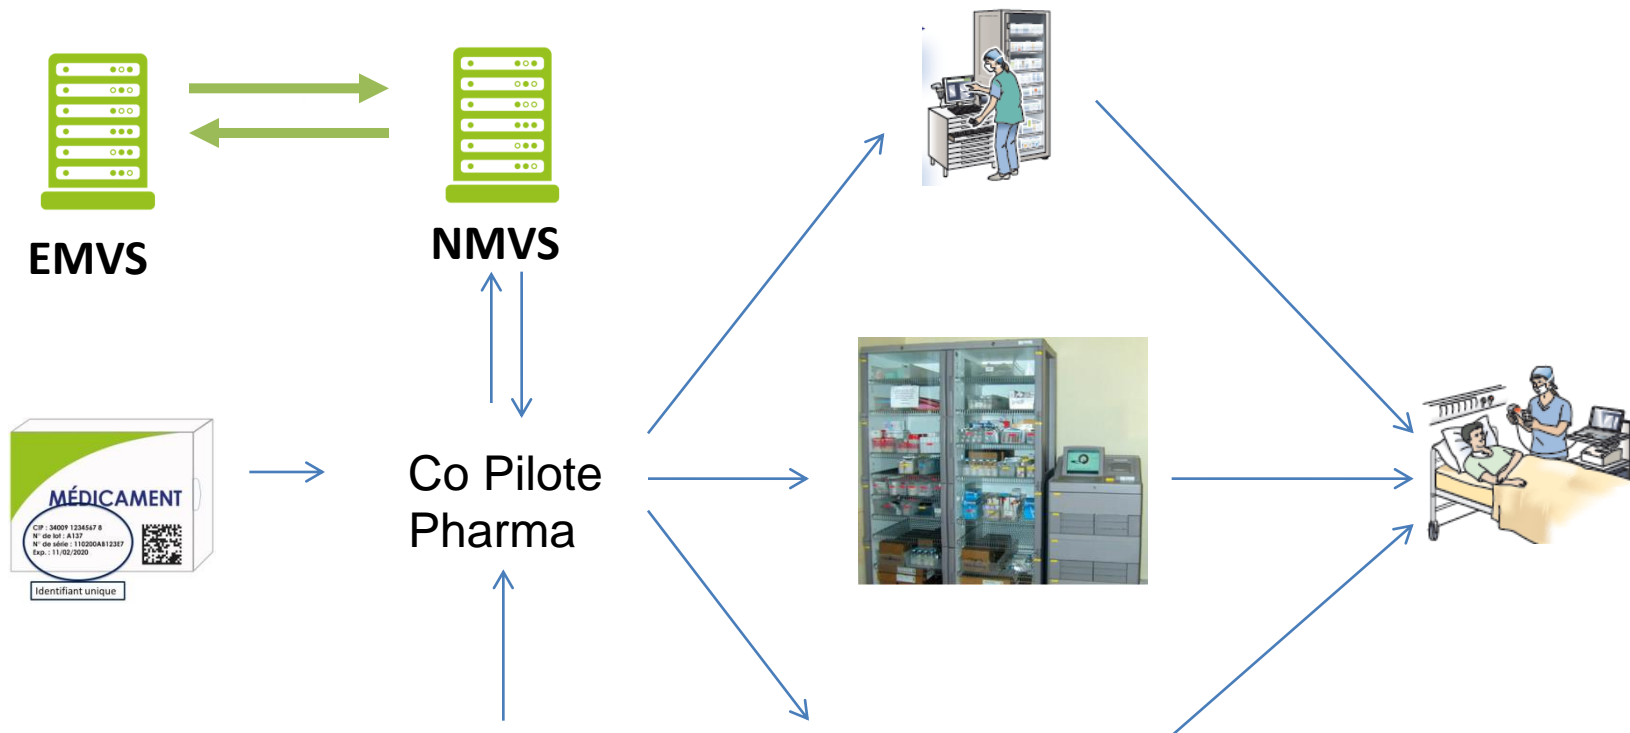 EMVS
NMVS
MÉDICAMENT
CIP : 34009 1234567 8
N° de lot : A137
N° de série : 110200A8123E7
Exp. : 11/02/2020
Identifiant unique
Co Pilote
Pharma